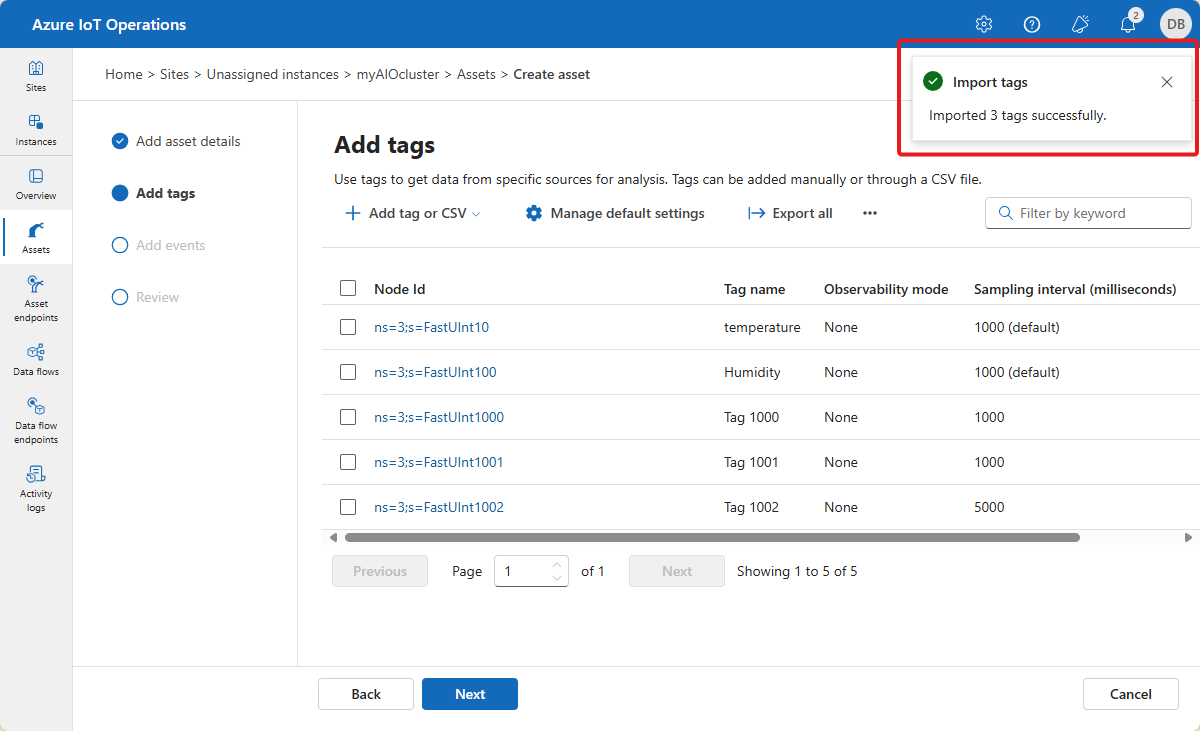 Azure IoT Operations
2
DB
Sites
Instances
Overview
Assets
Asset
endpoints
Data flows
Data flow
endpoints
Activity
logs
Home > Sites > Unassigned instances > myAIOcluster > Assets > Create asset
Import tags
Imported 3 tags successfully.
Add asset details
Add tags
Add events
Review
Add tags
Use tags to get data from specific sources for analysis. Tags can be added manually or through a CSV file.
Add tag or CSV
Manage default settings
Export all
Filter by keyword
Node Id Tag name Observability mode Sampling interval (milliseconds)
ns=3;s=FastUInt10 temperature None 1000 (default)
ns=3;s=FastUInt100 Humidity None 1000 (default)
ns=3;s=FastUInt1000 Tag 1000 None 1000
ns=3;s=FastUInt1001 Tag 1001 None 1000
ns=3;s=FastUInt1002 Tag 1002 None 5000
Previous Page 1 of 1 Next Showing 1 to 5 of 5
Back Next Cancel